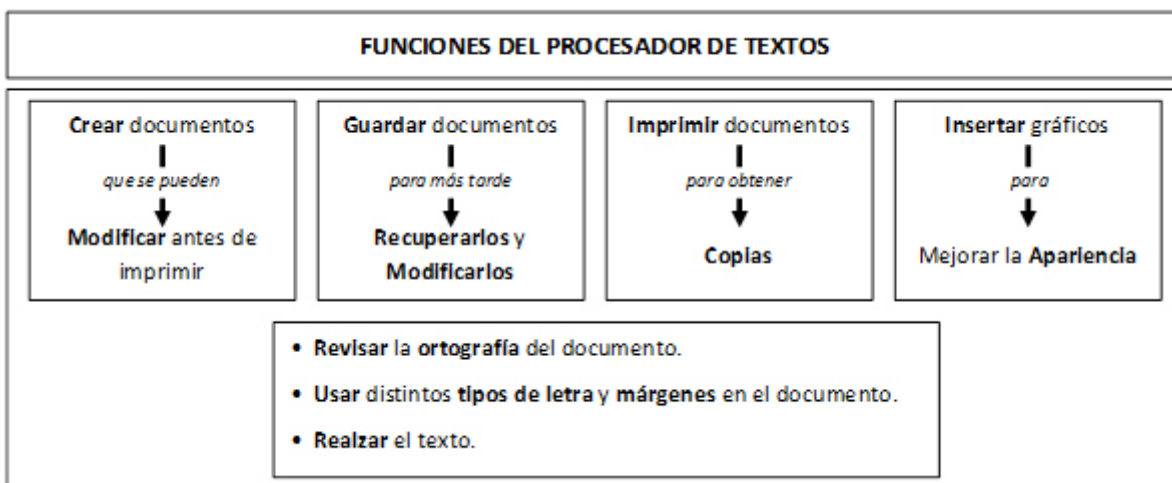 FUNCIONES DEL PROCESADOR DE TEXTOS
Crear documentos
que se pueden
Modificar antes de
imprimir
Guardar documentos
para más tarde
Recuperarlos y
Modificarlos
Imprimir documentos
para obtener
Copias
Insertar gráficos
para
Mejorar la Apariencia
• Revisar la ortografía del documento.
• Usar distintos tipos de letra y márgenes en el documento.
• Realzar el texto.